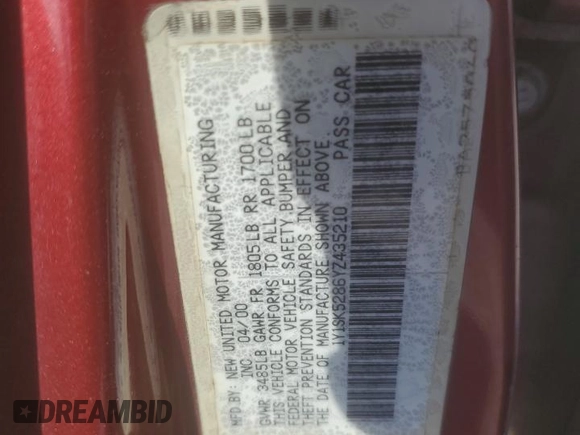 MFD.BY: NEW UNITED MOTOR MANUFACTURING
INC 04/00
GVWR 3485LB GAWR FR 1805LB RR 1700LB
THIS VEHICLE CONFORMS TO ALL APPLICABLE
FEDERAL MOTOR VEHICLE SAFETY BUMPER AND
THEFT PREVENTION STANDARDS IN EFFECT ON
THE DATE OF MANUFACTURE SHOWN ABOVE.
1Y1SK5286YZ435210 PASS CAR
DREAMBID